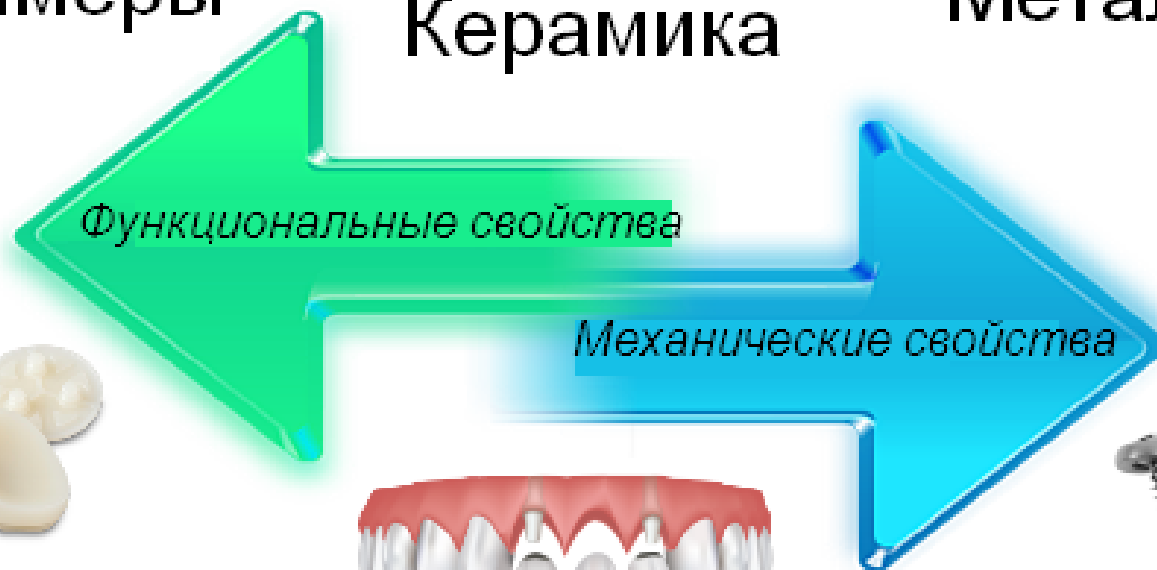 Керамика
Функциональные свойства
Механические свойства